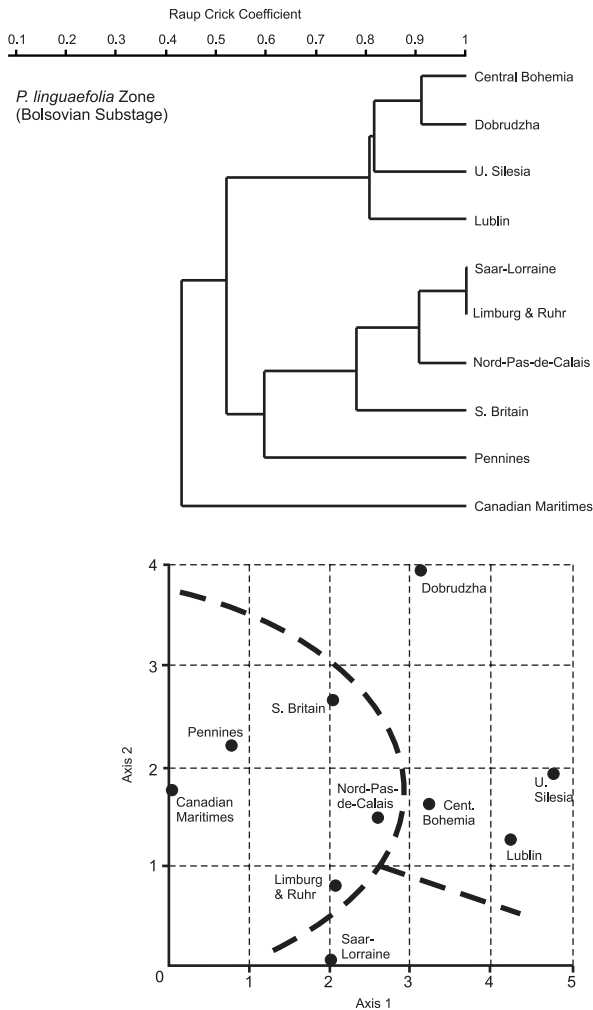 Raup Crick Coefficient
0.1 0.2 0.3 0.4 0.5 0.6 0.7 0.8 0.9 1
P. linguaefolia Zone
(Bolsovian Substage)
Central Bohemia
Dobrudzha
U. Silesia
Lublin
Saar-Lorraine
Limburg & Ruhr
Nord-Pas-de-Calais
S. Britain
Pennines
Canadian Maritimes
4
Dobrudzha
3
S. Britain
Pennines
Axis 2
2
Canadian
Maritimes
Nord-Pas-
de-Calais
Cent.
Bohemia
U.
Silesia
Lublin
1
Limburg
& Ruhr
Saar-
Lorraine
0 1 2 3 4 5
Axis 1